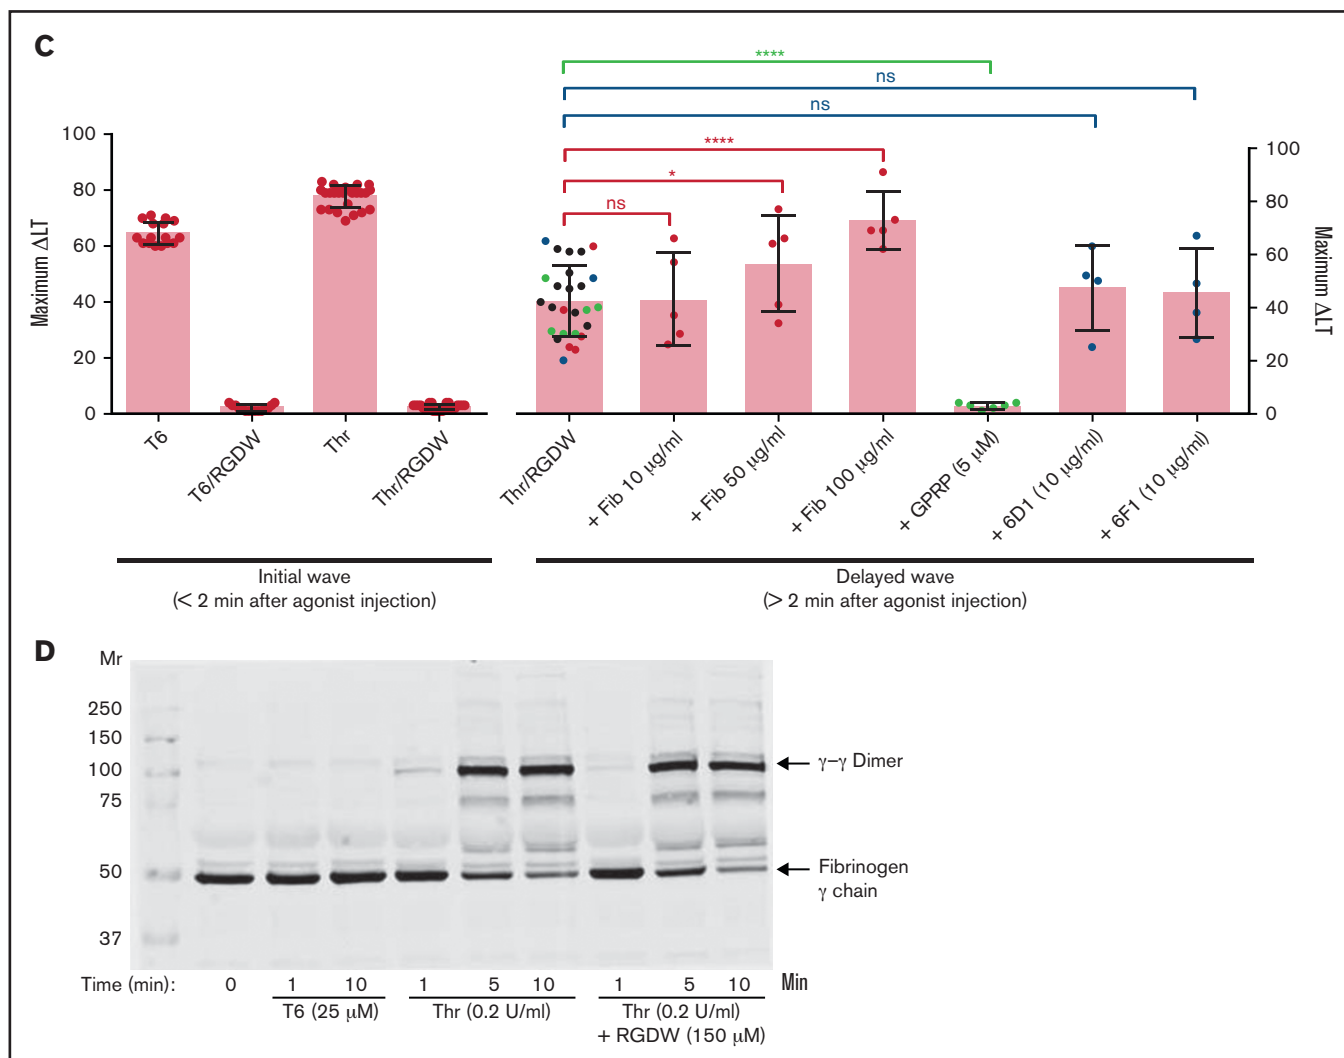 C
****
ns
ns
****
*
ns
Maximum ΔLT
100
80
60
40
20
0
100
80
60
40
20
0
Maximum ΔLT
T6
T6/RGDW
Thr
Thr/RGDW
Thr/RGDW
+ Fib 10 μg/ml
+ Fib 50 μg/ml
+ Fib 100 μg/ml
+ GPRP (5 μM)
+ 6D1 (10 μg/ml)
+ 6F1 (10 μg/ml)
Initial wave
(< 2 min after agonist injection)
Delayed wave
(> 2 min after agonist injection)
D
Mr
250
150
100
75
50
37
γ–γ Dimer
Fibrinogen
γ chain
Time (min): 0 1 10 1 5 10 1 5 10 Min
T6 (25 μM) Thr (0.2 U/ml) Thr (0.2 U/ml)
+ RGDW (150 μM)